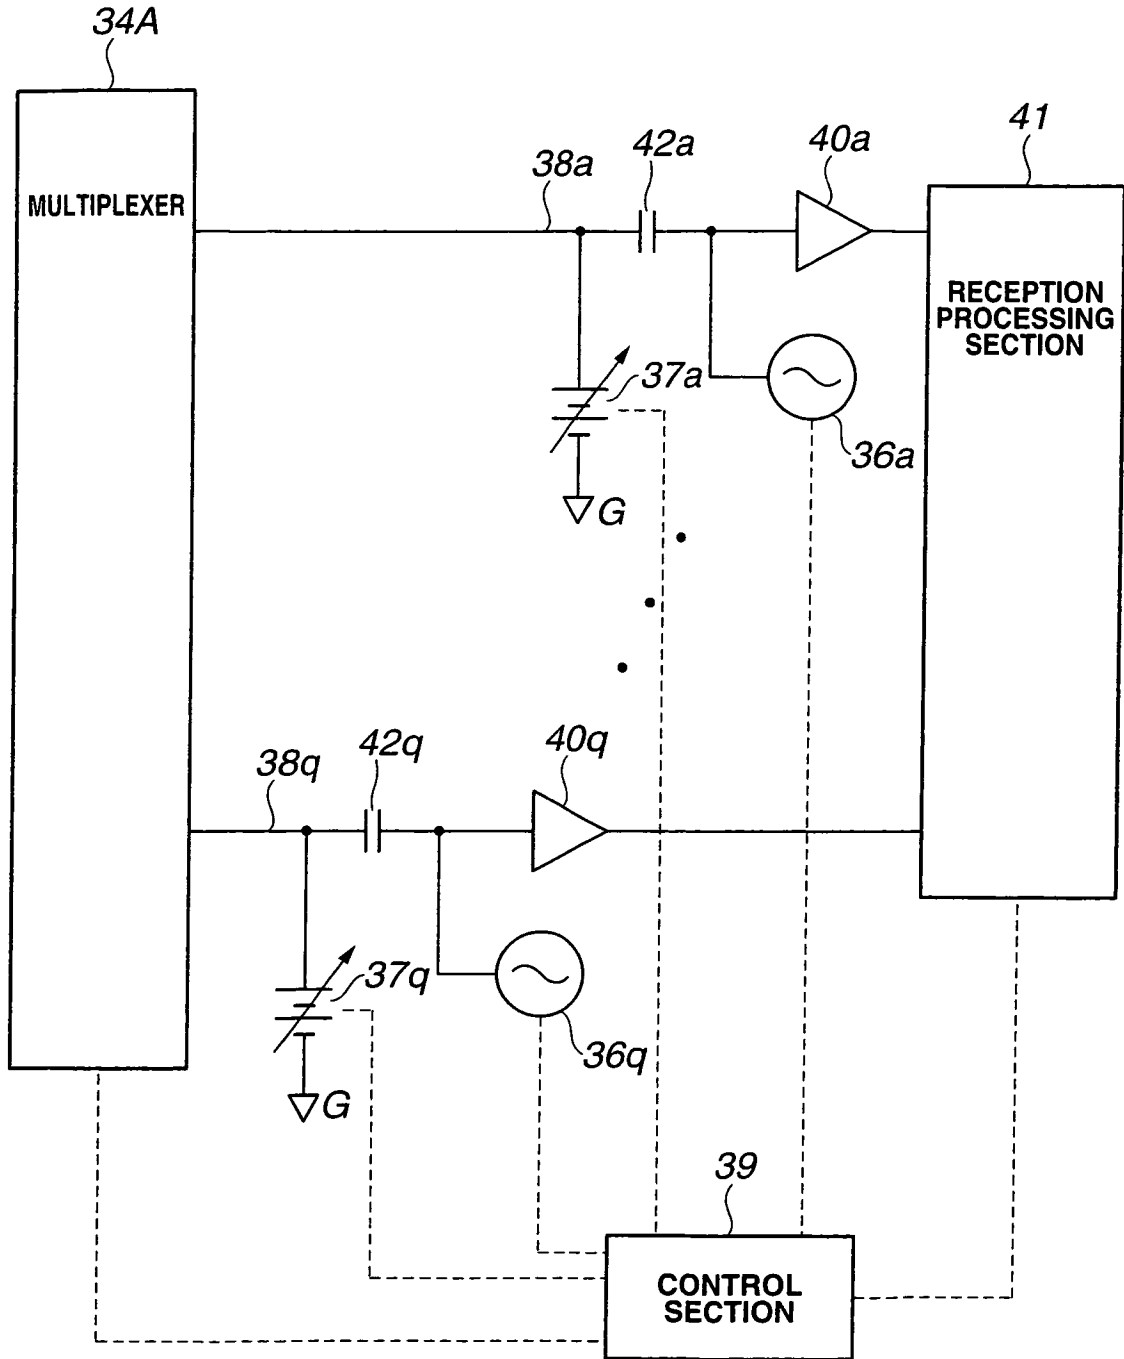 34A
MULTIPLEXER
38a
42a
40a
41
RECEPTION
PROCESSING
SECTION
37a
36a
G
38q
42q
40q
37q
36q
G
39
CONTROL
SECTION